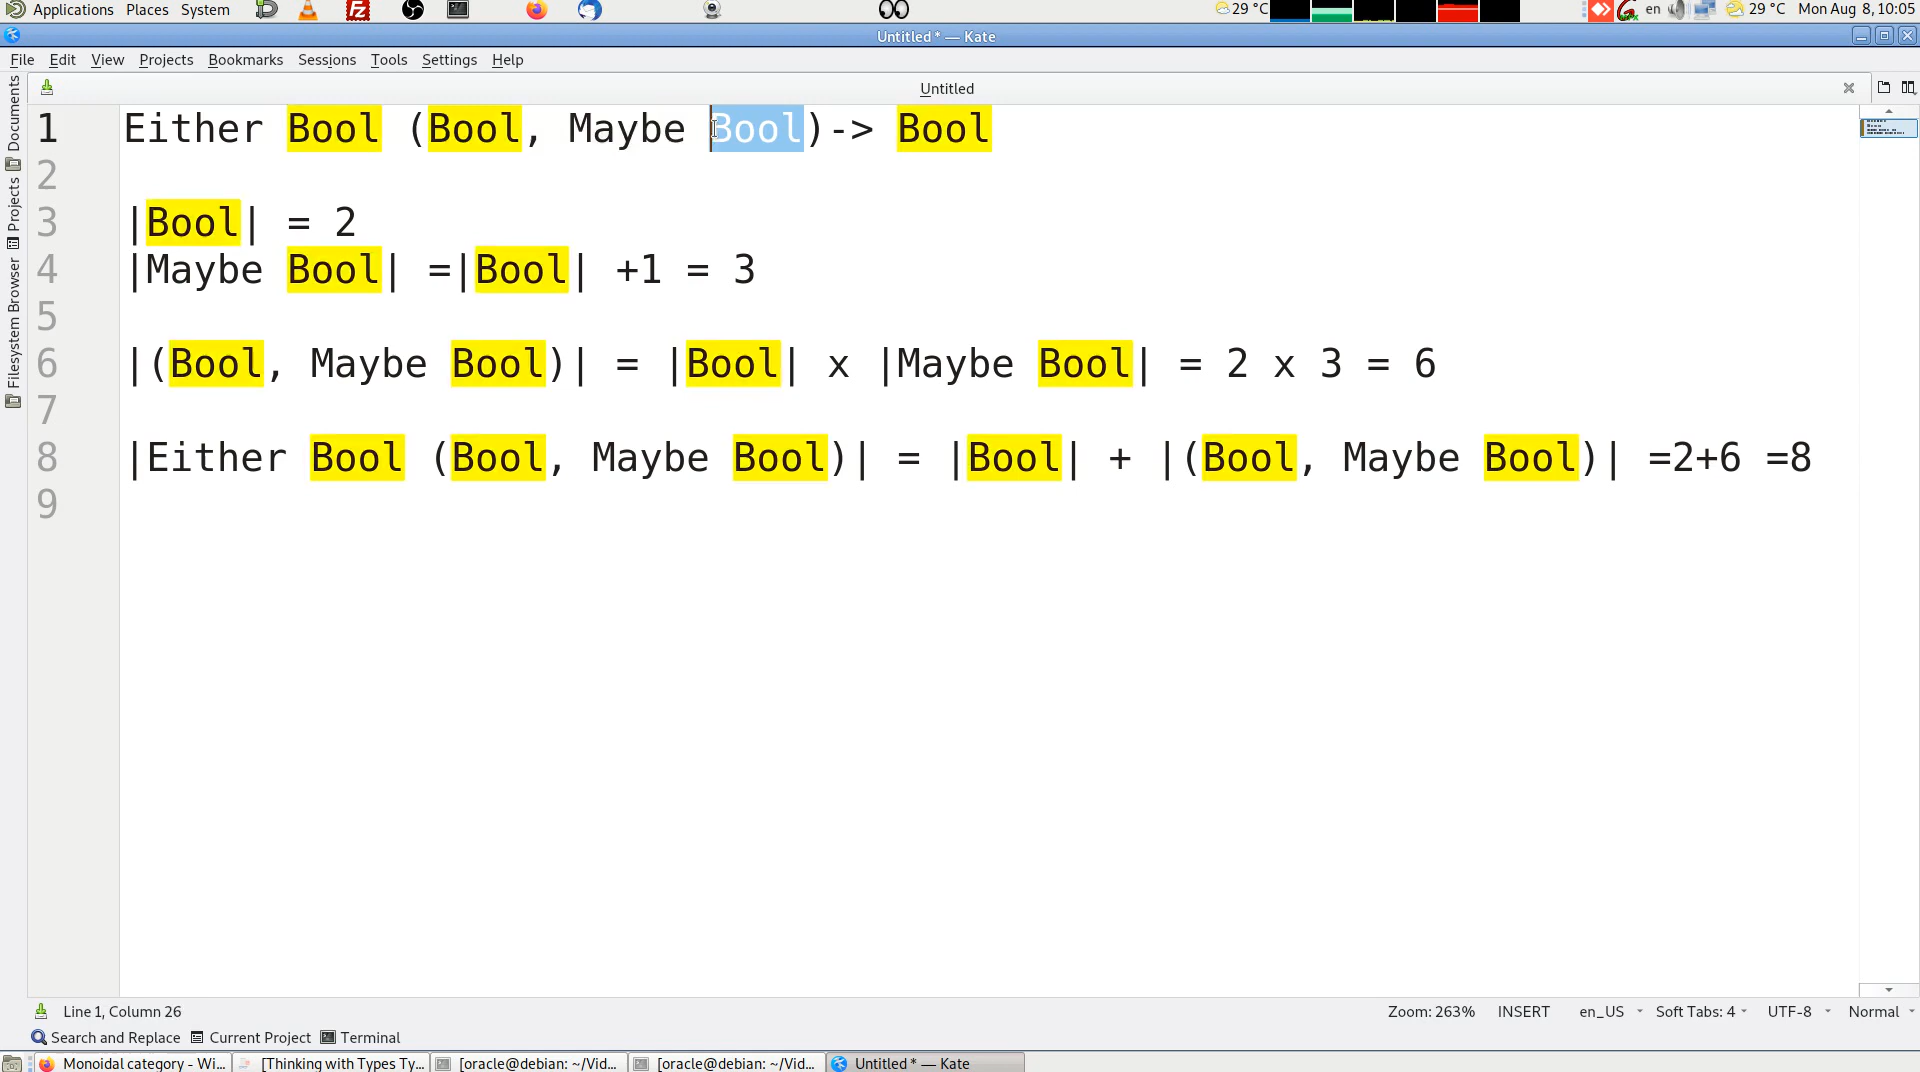 Applications Places System 29 °C en 29 °C Mon Aug 8, 10:05
Untitled * — Kate
File Edit View Projects Bookmarks Sessions Tools Settings Help
Untitled
Documents
Projects
Filesystem Browser
1 Either Bool (Bool, Maybe Bool)-> Bool
2
3 |Bool| = 2
4 |Maybe Bool| =|Bool| +1 = 3
5
6 |(Bool, Maybe Bool)| = |Bool| x |Maybe Bool| = 2 x 3 = 6
7
8 |Either Bool (Bool, Maybe Bool)| = |Bool| + |(Bool, Maybe Bool)| =2+6 =8
9
Line 1, Column 26 Zoom: 263% INSERT en_US Soft Tabs: 4 UTF-8 Normal
Search and Replace Current Project Terminal
Monoidal category - Wi... [Thinking with Types Ty... [oracle@debian: ~/Vid... [oracle@debian: ~/Vid... Untitled * — Kate